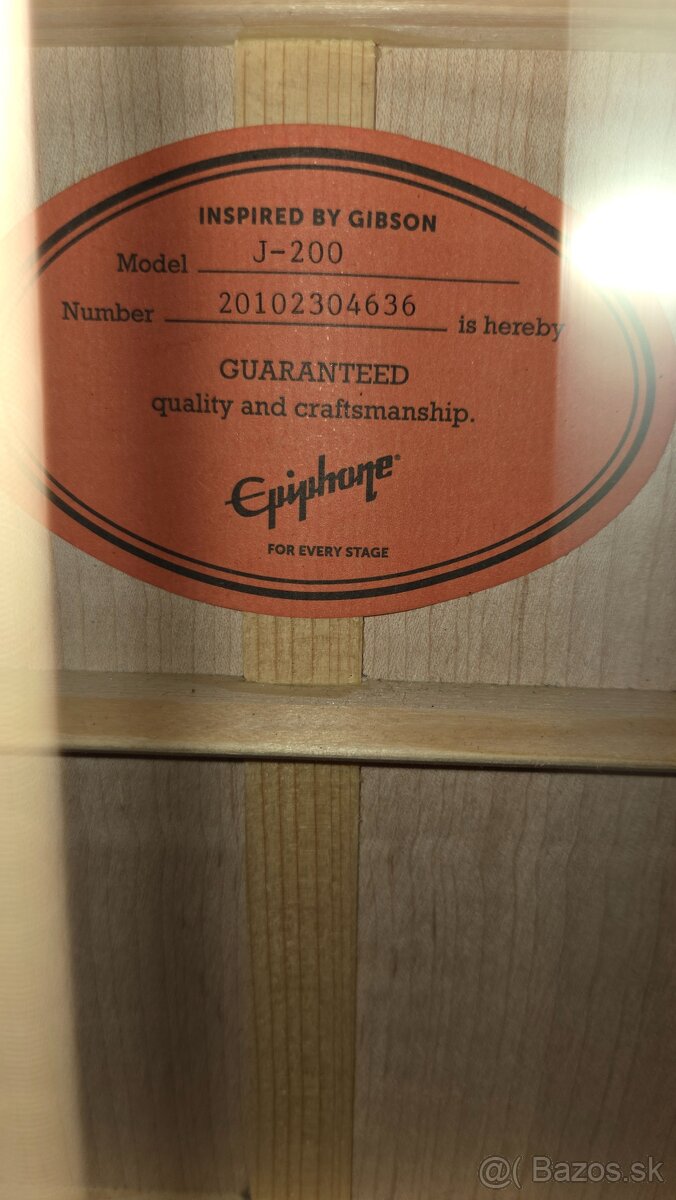 INSPIRED BY GIBSON
Model J-200
Number 20102304636 is hereby
GUARANTEED
quality and craftsmanship.
Epiphone®
FOR EVERY STAGE
@( Bazos.sk